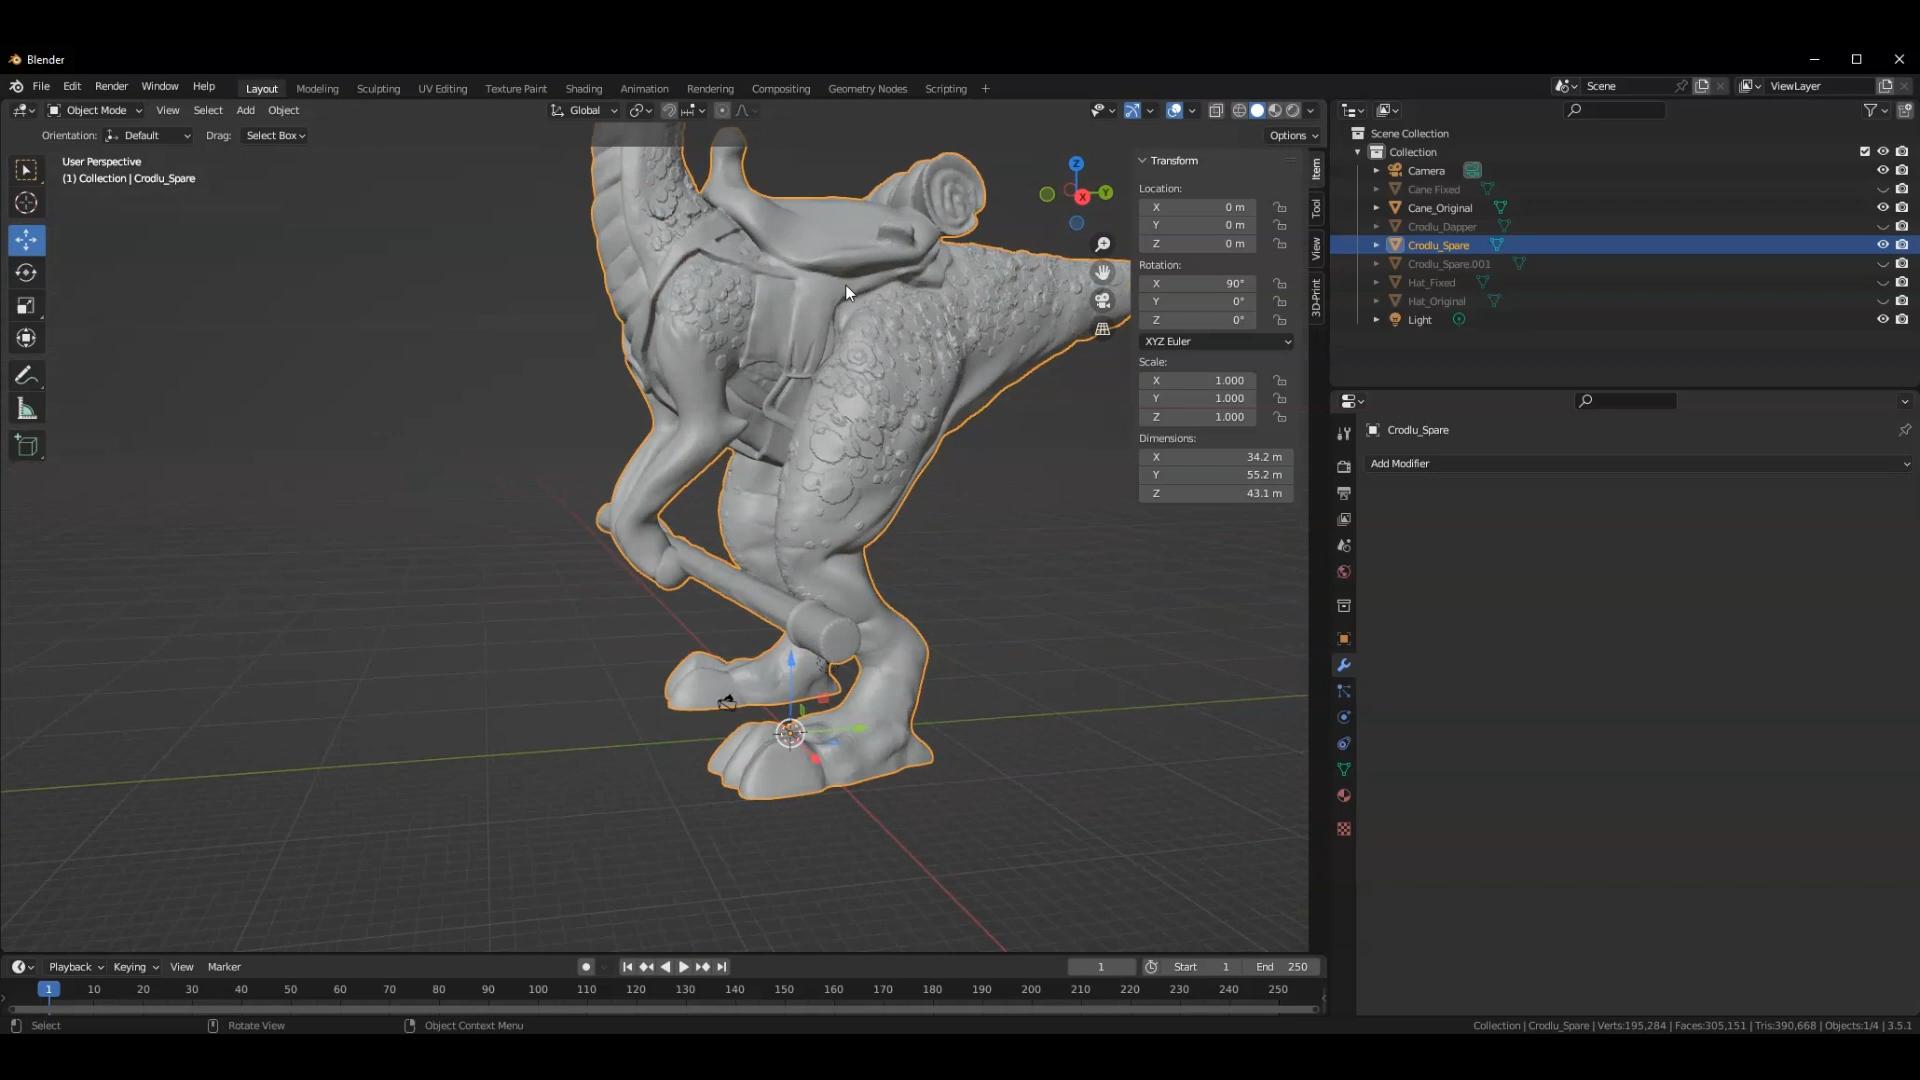 Blender
File Edit Render Window Help Layout Modeling Sculpting UV Editing Texture Paint Shading Animation Rendering Compositing Geometry Nodes Scripting + Scene ViewLayer
Object Mode View Select Add Object Global
Orientation: Default Drag: Select Box Options
User Perspective
(1) Collection | Crodlu_Spare
Z
Y
X
Transform
Location:
X 0 m
Y 0 m
Z 0 m
Rotation:
X 90°
Y 0°
Z 0°
XYZ Euler
Scale:
X 1.000
Y 1.000
Z 1.000
Dimensions:
X 34.2 m
Y 55.2 m
Z 43.1 m
Item
Tool
View
3D-Print
Scene Collection
Collection
Camera
Cane Fixed
Cane_Original
Crodlu_Dapper
Crodlu_Spare
Crodlu_Spare.001
Hat_Fixed
Hat_Original
Light
Crodlu_Spare
Add Modifier
Playback Keying View Marker 1 Start 1 End 250
1 10 20 30 40 50 60 70 80 90 100 110 120 130 140 150 160 170 180 190 200 210 220 230 240 250
Select Rotate View Object Context Menu Collection | Crodlu_Spare | Verts:195,284 | Faces:305,151 | Tris:390,668 | Objects:1/4 | 3.5.1